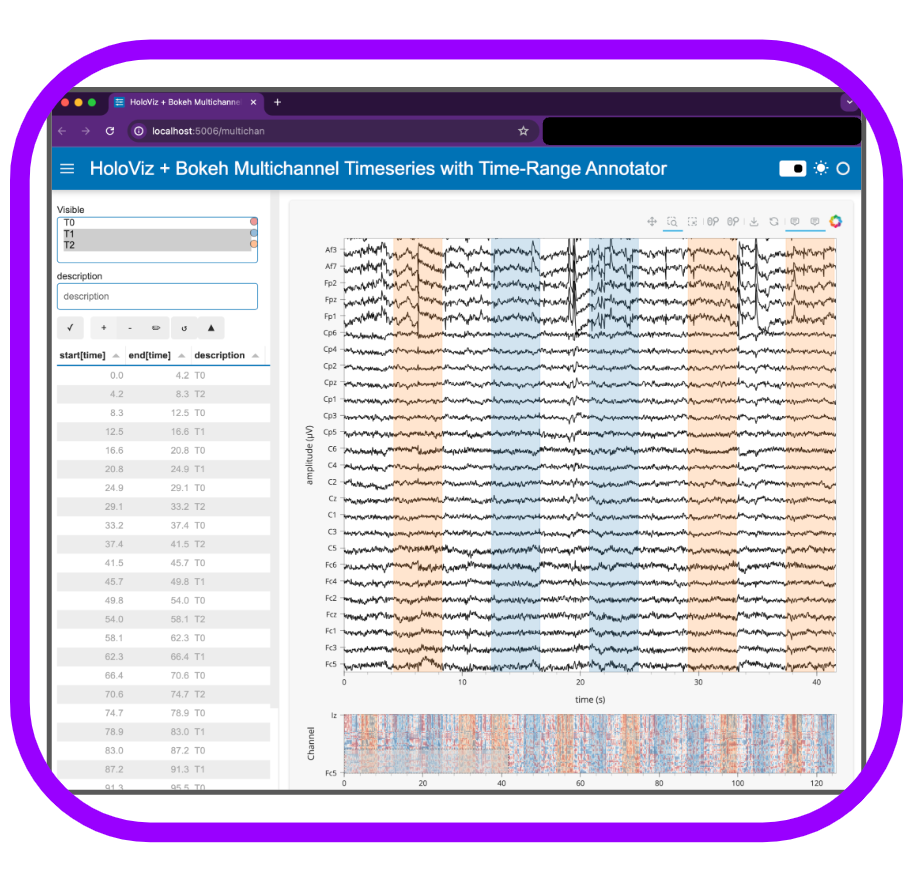 HoloViz + Bokeh Multichanne
localhost:5006/multichan
HoloViz + Bokeh Multichannel Timeseries with Time-Range Annotator
Visible
T0
T1
T2
description
description
start[time] end[time] description
0.0 4.2 T0
4.2 8.3 T2
8.3 12.5 T0
12.5 16.6 T1
16.6 20.8 T0
20.8 24.9 T1
24.9 29.1 T0
29.1 33.2 T2
33.2 37.4 T0
37.4 41.5 T2
41.5 45.7 T0
45.7 49.8 T1
49.8 54.0 T0
54.0 58.1 T2
58.1 62.3 T0
62.3 66.4 T1
66.4 70.6 T0
70.6 74.7 T2
74.7 78.9 T0
78.9 83.0 T1
83.0 87.2 T0
87.2 91.3 T1
91.3 95.5 T0
amplitude (μV)
Af3
Af7
Fp2
Fpz
Fp1
Cp6
Cp4
Cp2
Cpz
Cp1
Cp3
Cp5
C6
C4
C2
Cz
C1
C3
C5
Fc6
Fc4
Fc2
Fcz
Fc1
Fc3
Fc5
0 10 20 30 40
time (s)
Channel
Iz
Fc5
0 20 40 60 80 100 120